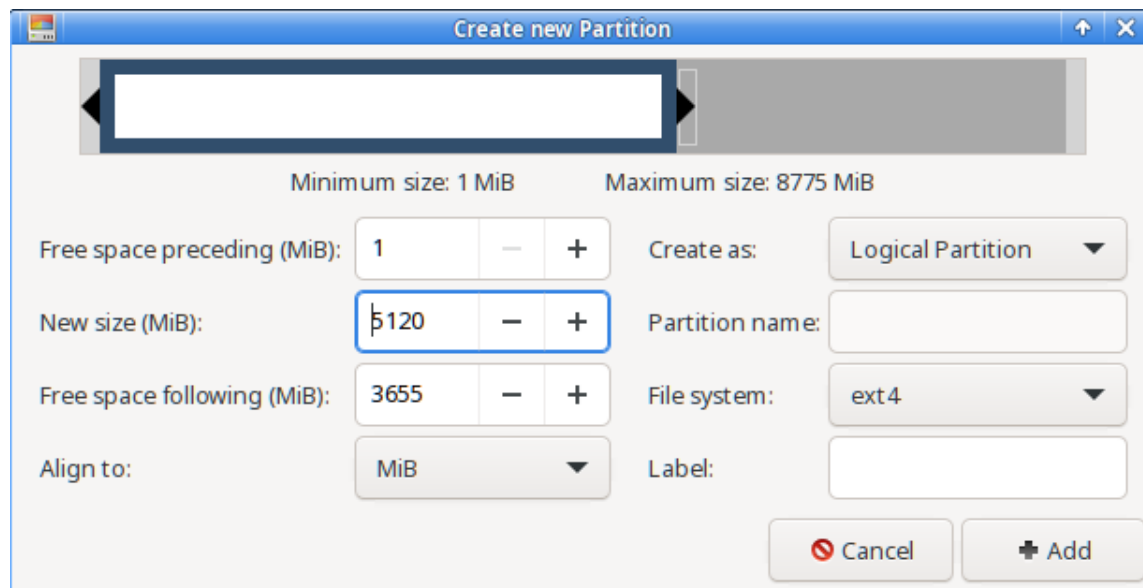 Create new Partition
Minimum size: 1 MiB Maximum size: 8775 MiB
Free space preceding (MiB): 1 Create as: Logical Partition
New size (MiB): 5120 Partition name:
Free space following (MiB): 3655 File system: ext4
Align to: MiB Label:
Cancel Add